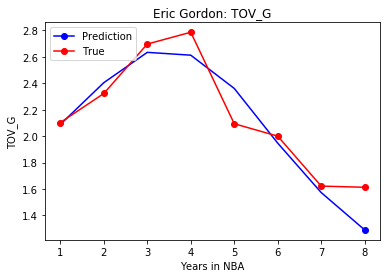 Eric Gordon: TOV_G
Prediction
True
TOV_G
2.8
2.6
2.4
2.2
2.0
1.8
1.6
1.4
1 2 3 4 5 6 7 8
Years in NBA